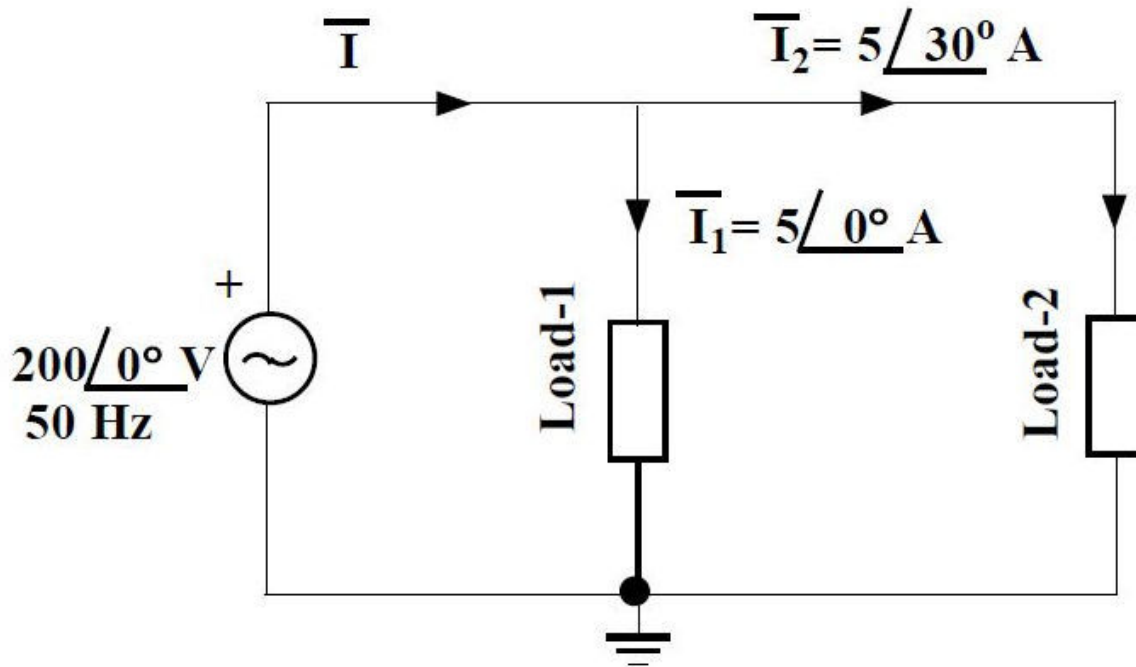 I
I₂ = 5∠30° A
I₁ = 5∠0° A
+
200∠0° V
50 Hz
Load-1
Load-2